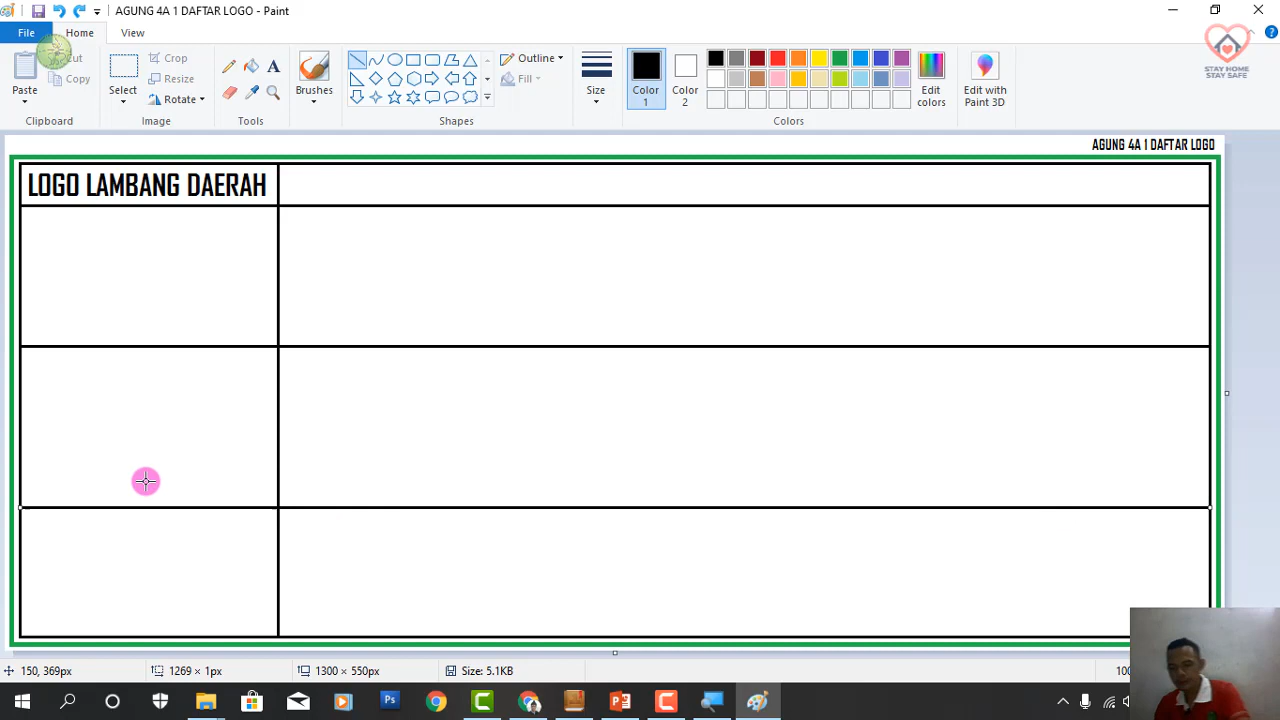 AGUNG 4A 1 DAFTAR LOGO - Paint
File
Home
View
STAY HOME
STAY SAFE
Paste
Cut
Copy
Clipboard
Select
Crop
Resize
Rotate
Image
A
Tools
Brushes
Outline
Fill
Shapes
Size
Color
1
Color
2
Edit
colors
Edit with
Paint 3D
Colors
AGUNG 4A 1 DAFTAR LOGO
LOGO LAMBANG DAERAH
150, 369px
1269 × 1px
1300 × 550px
Size: 5.1KB
100
Ps